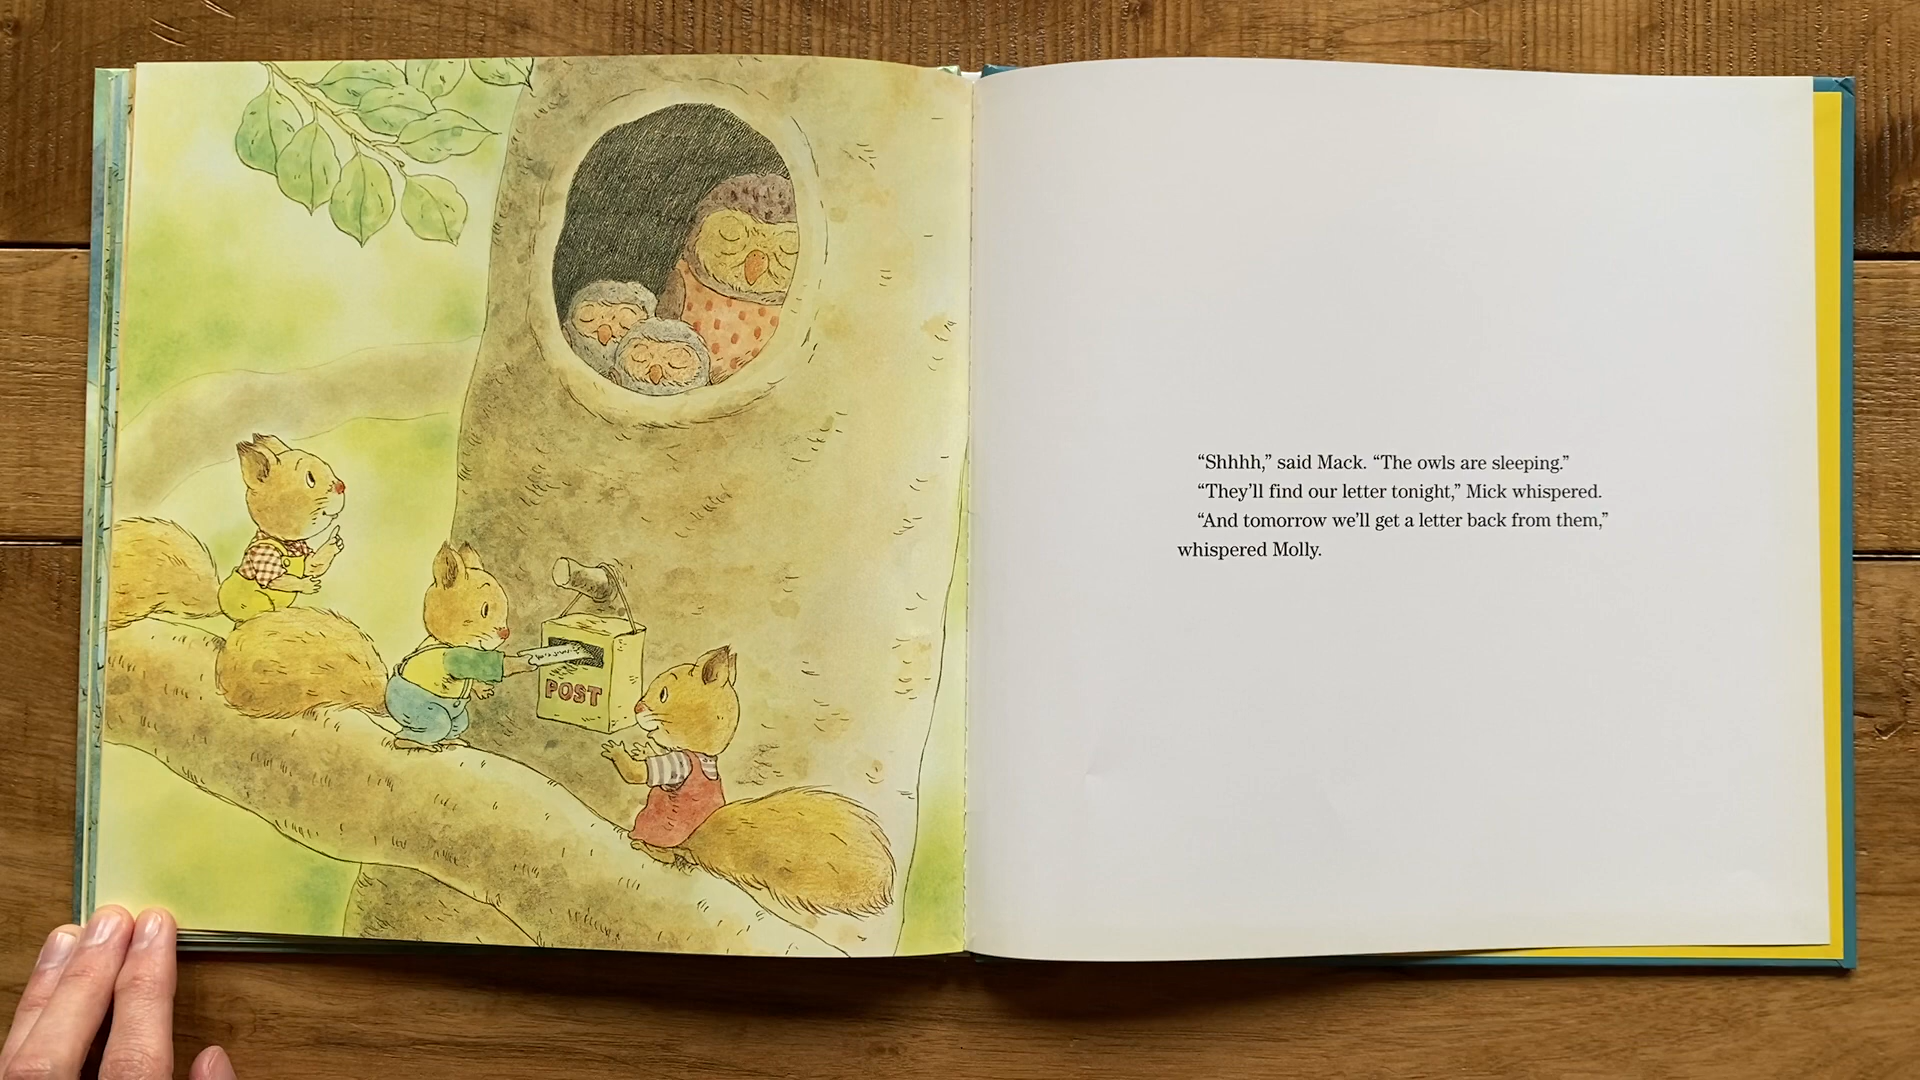 POST
“Shhhh,” said Mack. “The owls are sleeping.”
“They’ll find our letter tonight,” Mick whispered.
“And tomorrow we’ll get a letter back from them,”
whispered Molly.